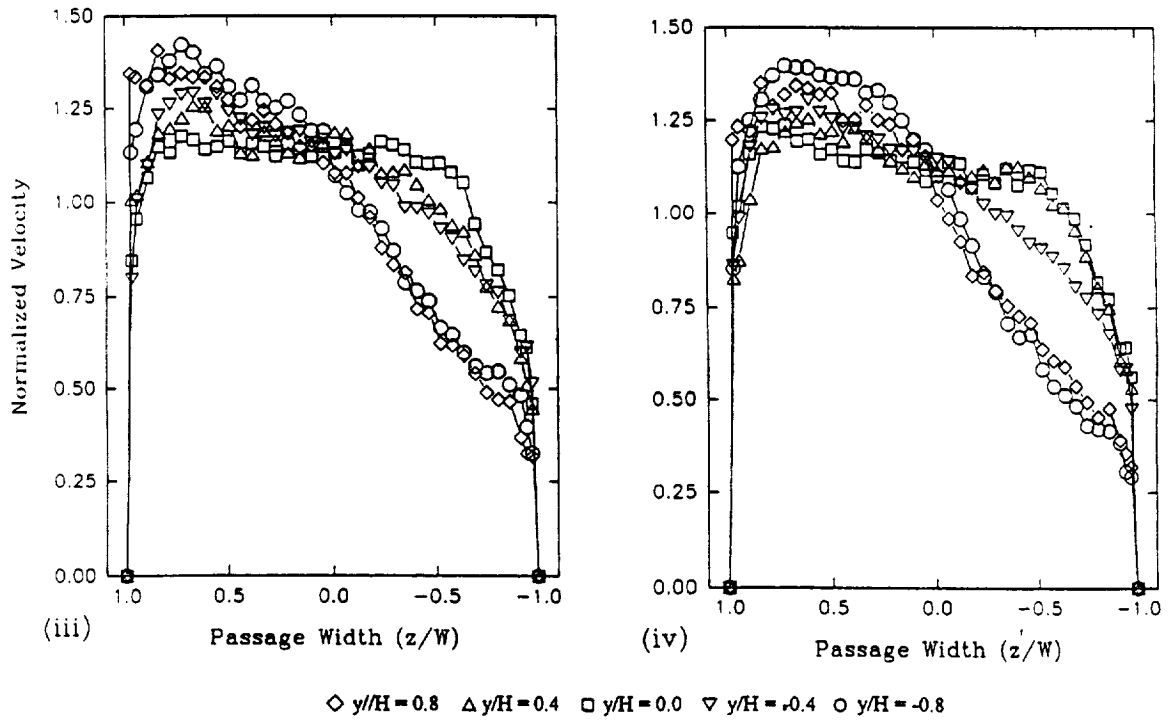 1.50
1.25
1.00
0.75
0.50
0.25
0.00
Normalized Velocity
1.0 0.5 0.0 -0.5 -1.0
(iii)
Passage Width (z/W)
1.50
1.25
1.00
0.75
0.50
0.25
0.00
1.0 0.5 0.0 -0.5 -1.0
(iv)
Passage Width (z'/W)
◇ y//H = 0.8 △ y/H = 0.4 □ y/H = 0.0 ▽ y/H = -0.4 ○ y/H = -0.8